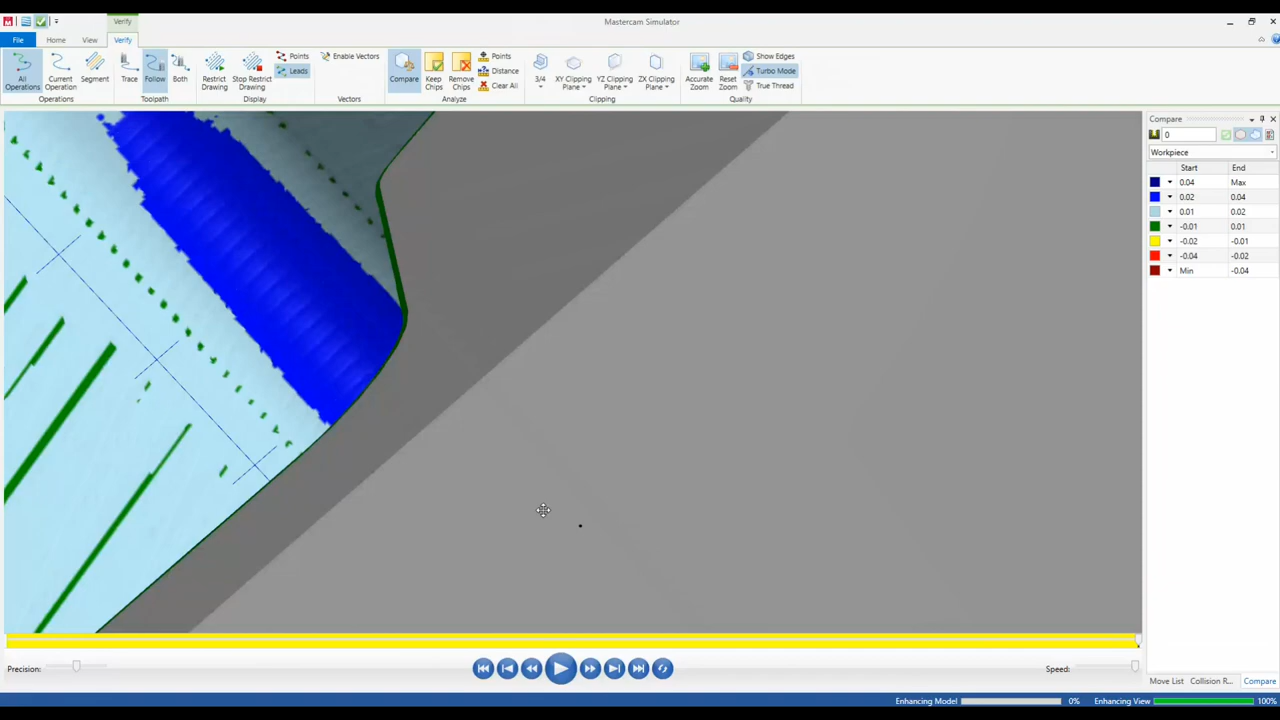 Verify
Mastercam Simulator
File
Home
View
Verify
All Operations
Current Operation
Segment
Operations
Trace
Follow
Both
Toolpath
Restrict Drawing
Stop Restrict Drawing
Points
Leads
Display
Enable Vectors
Vectors
Compare
Keep Chips
Remove Chips
Points
Distance
Clear All
Analyze
3/4
XY Clipping Plane
YZ Clipping Plane
ZX Clipping Plane
Clipping
Accurate Zoom
Reset Zoom
Show Edges
Turbo Mode
True Thread
Quality
Compare
0
Workpiece
Start End
0.04 Max
0.02 0.04
0.01 0.02
-0.01 0.01
-0.02 -0.01
-0.04 -0.02
Min -0.04
Precision:
Speed:
Move List
Collision R...
Compare
Enhancing Model 0% Enhancing View 100%